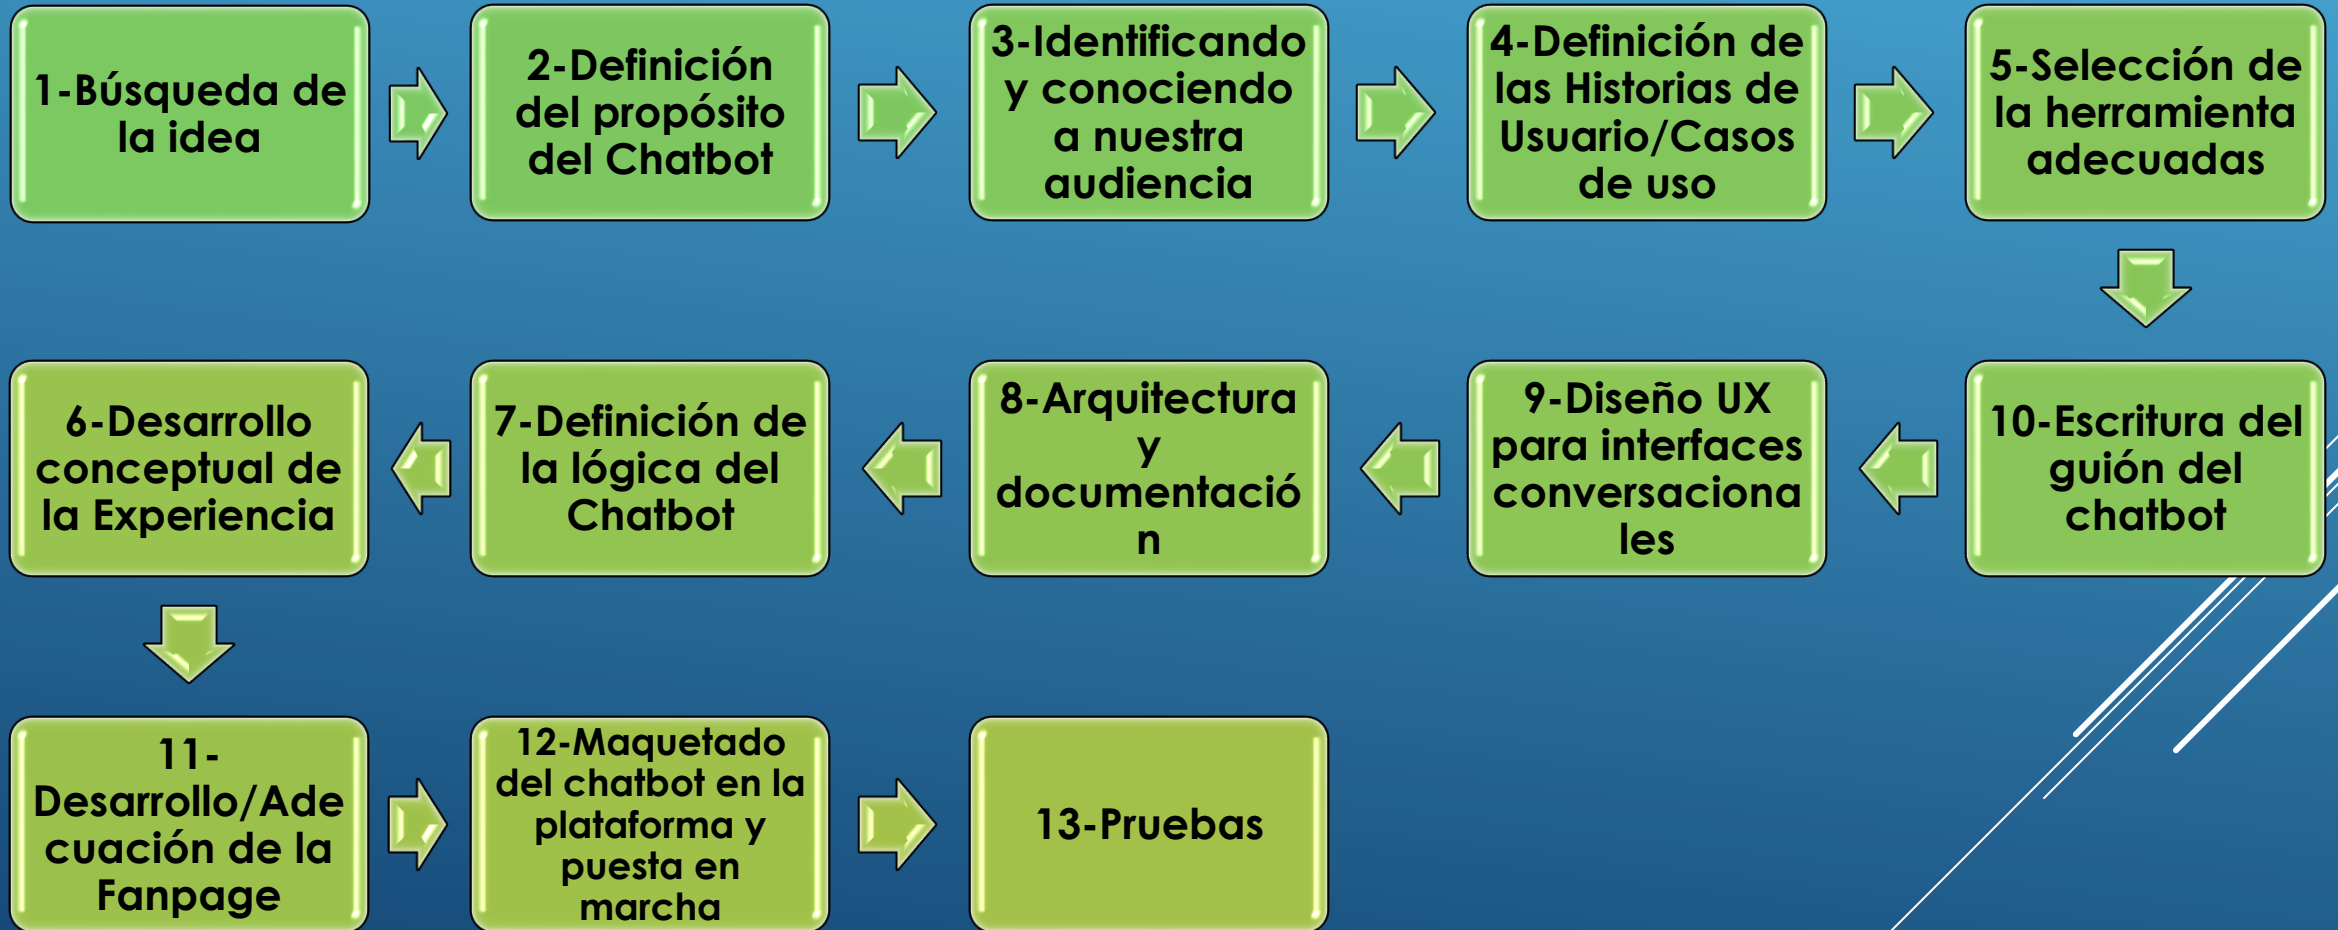 1-Búsqueda de
la idea
2-Definición
del propósito
del Chatbot
3-Identificando
y conociendo
a nuestra
audiencia
4-Definición de
las Historias de
Usuario/Casos
de uso
5-Selección de
la herramienta
adecuadas
6-Desarrollo
conceptual de
la Experiencia
7-Definición de
la lógica del
Chatbot
8-Arquitectura
y
documentació
n
9-Diseño UX
para interfaces
conversaciona
les
10-Escritura del
guión del
chatbot
11-
Desarrollo/Ade
cuación de la
Fanpage
12-Maquetado
del chatbot en la
plataforma y
puesta en
marcha
13-Pruebas